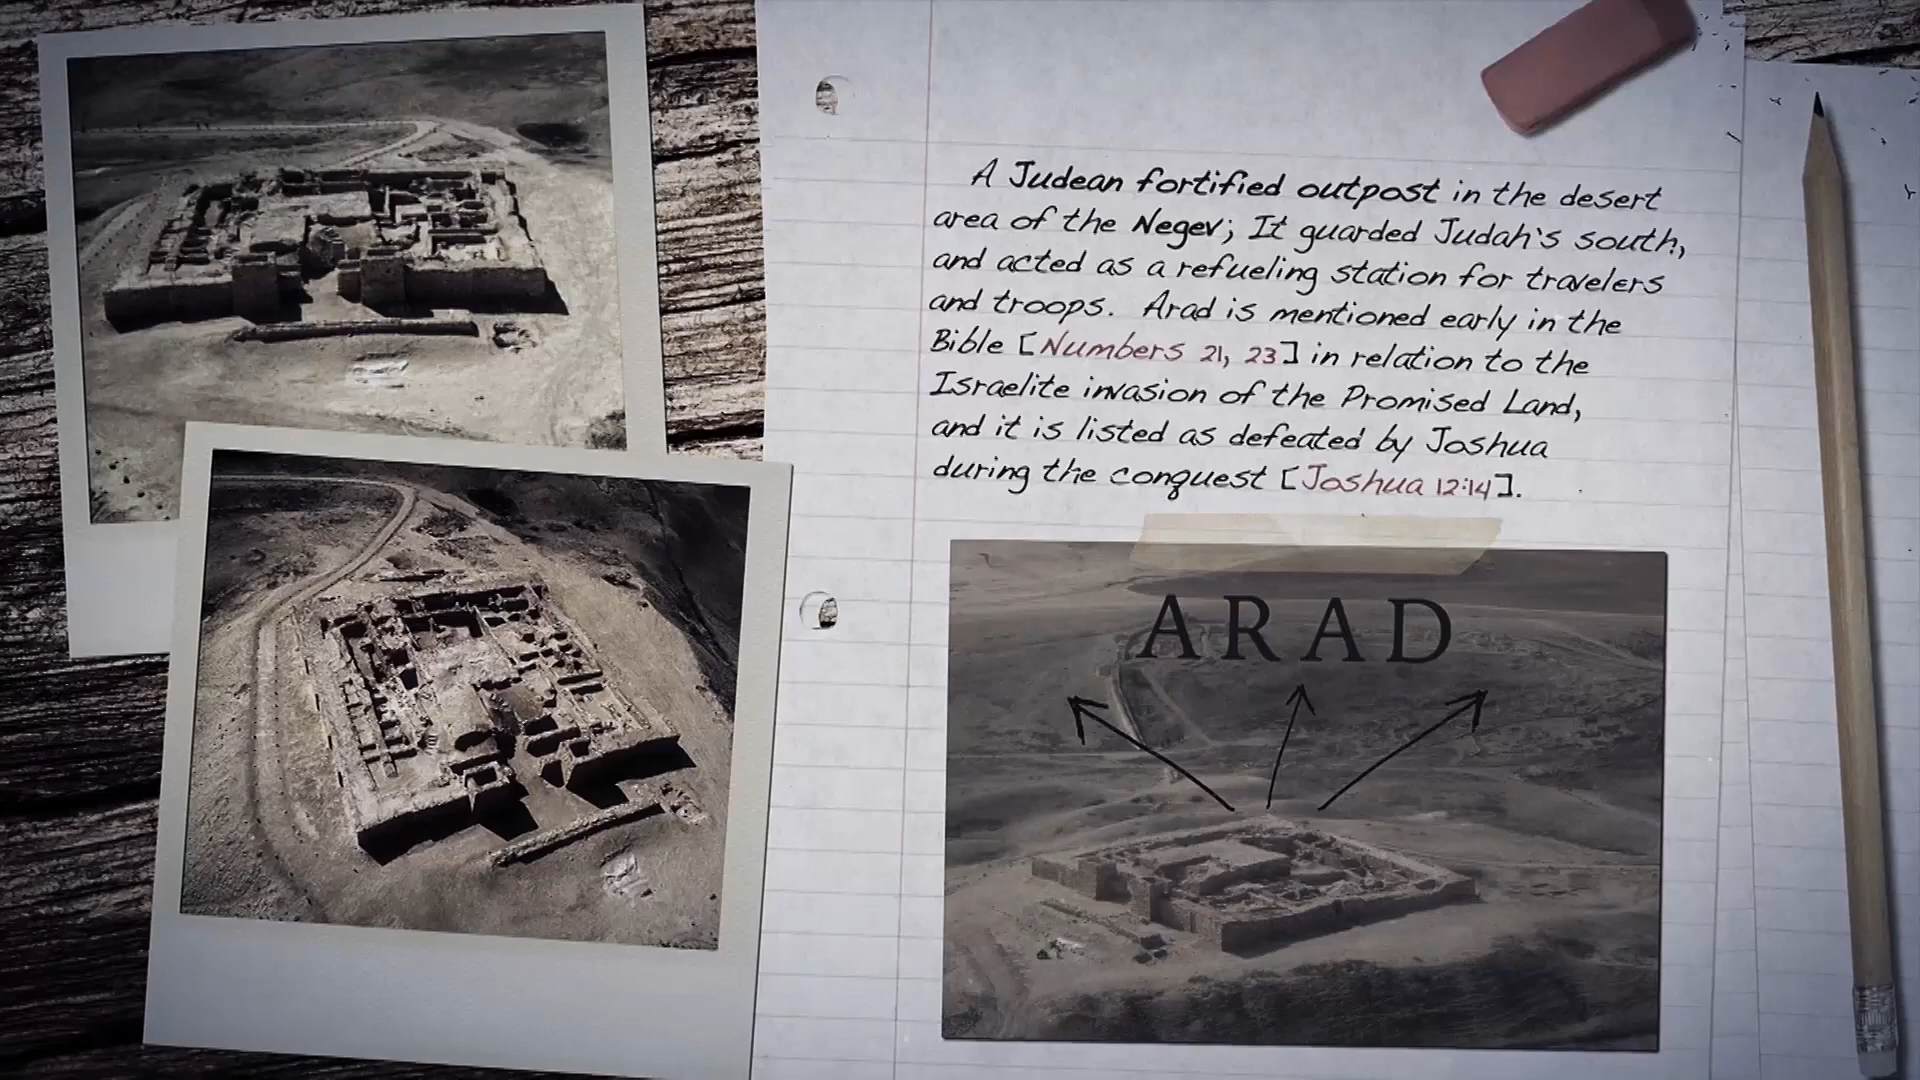 A Judean fortified outpost in the desert
area of the Negev; It guarded Judah's south,
and acted as a refueling station for travelers
and troops. Arad is mentioned early in the
Bible [Numbers 21, 23] in relation to the
Israelite invasion of the Promised Land,
and it is listed as defeated by Joshua
during the conquest [Joshua 12:14].
ARAD